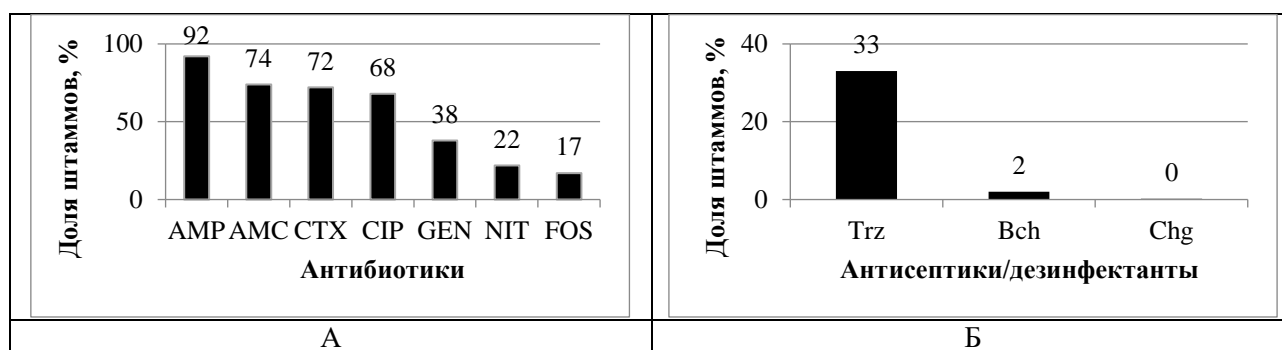 Доля штаммов, %
100
50
0
92
74
72
68
38
22
17
AMP AMC CTX CIP GEN NIT FOS
Антибиотики
А
Доля штаммов, %
40
20
0
33
2
0
Trz Bch Chg
Антисептики/дезинфектанты
Б